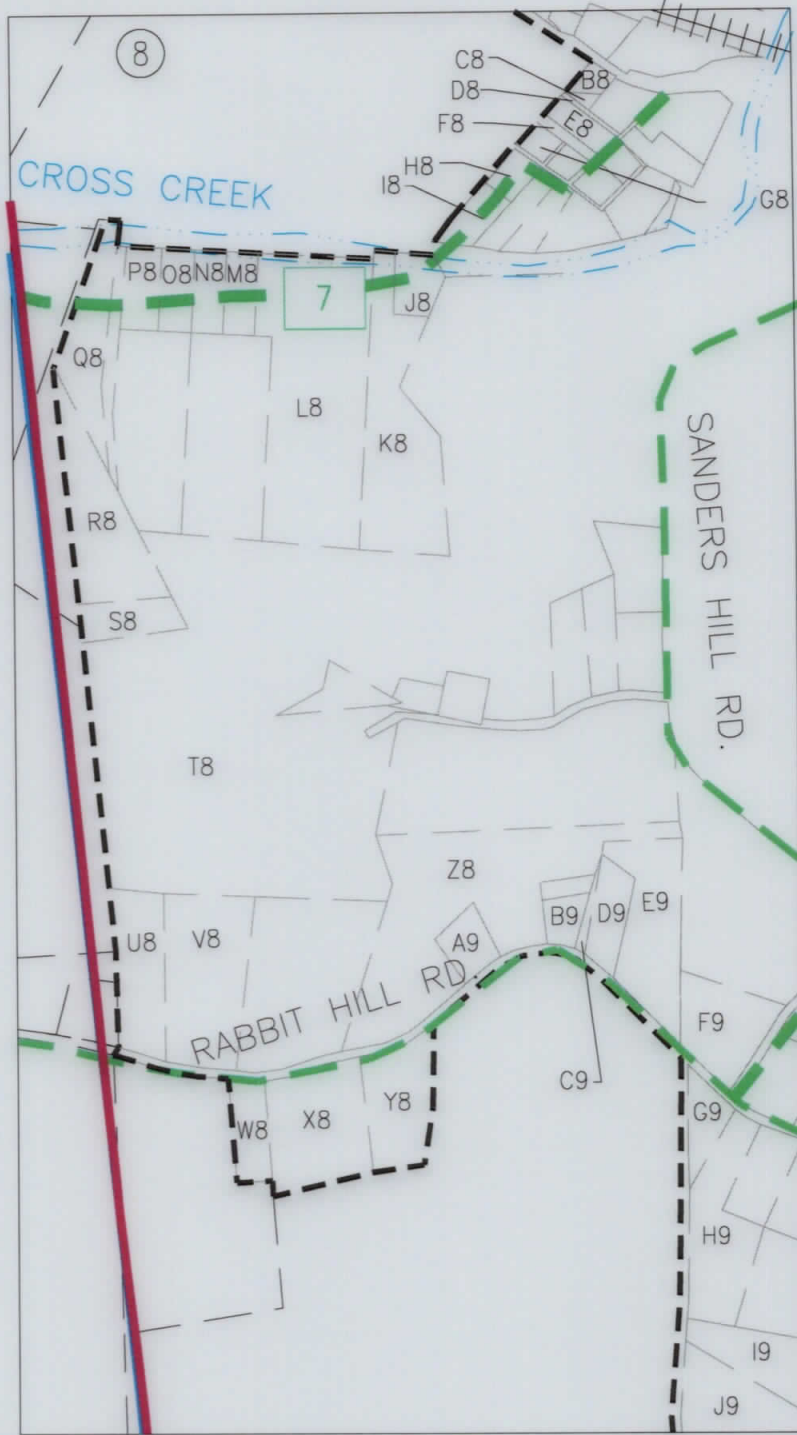 8
C8
B8
D8
E8
F8
H8
I8
G8
CROSS CREEK
P8
O8
N8
M8
7
J8
Q8
L8
K8
SANDERS HILL RD.
R8
S8
T8
Z8
U8
V8
A9
B9
D9
E9
RABBIT HILL RD
F9
C9
G9
W8
X8
Y8
H9
I9
J9